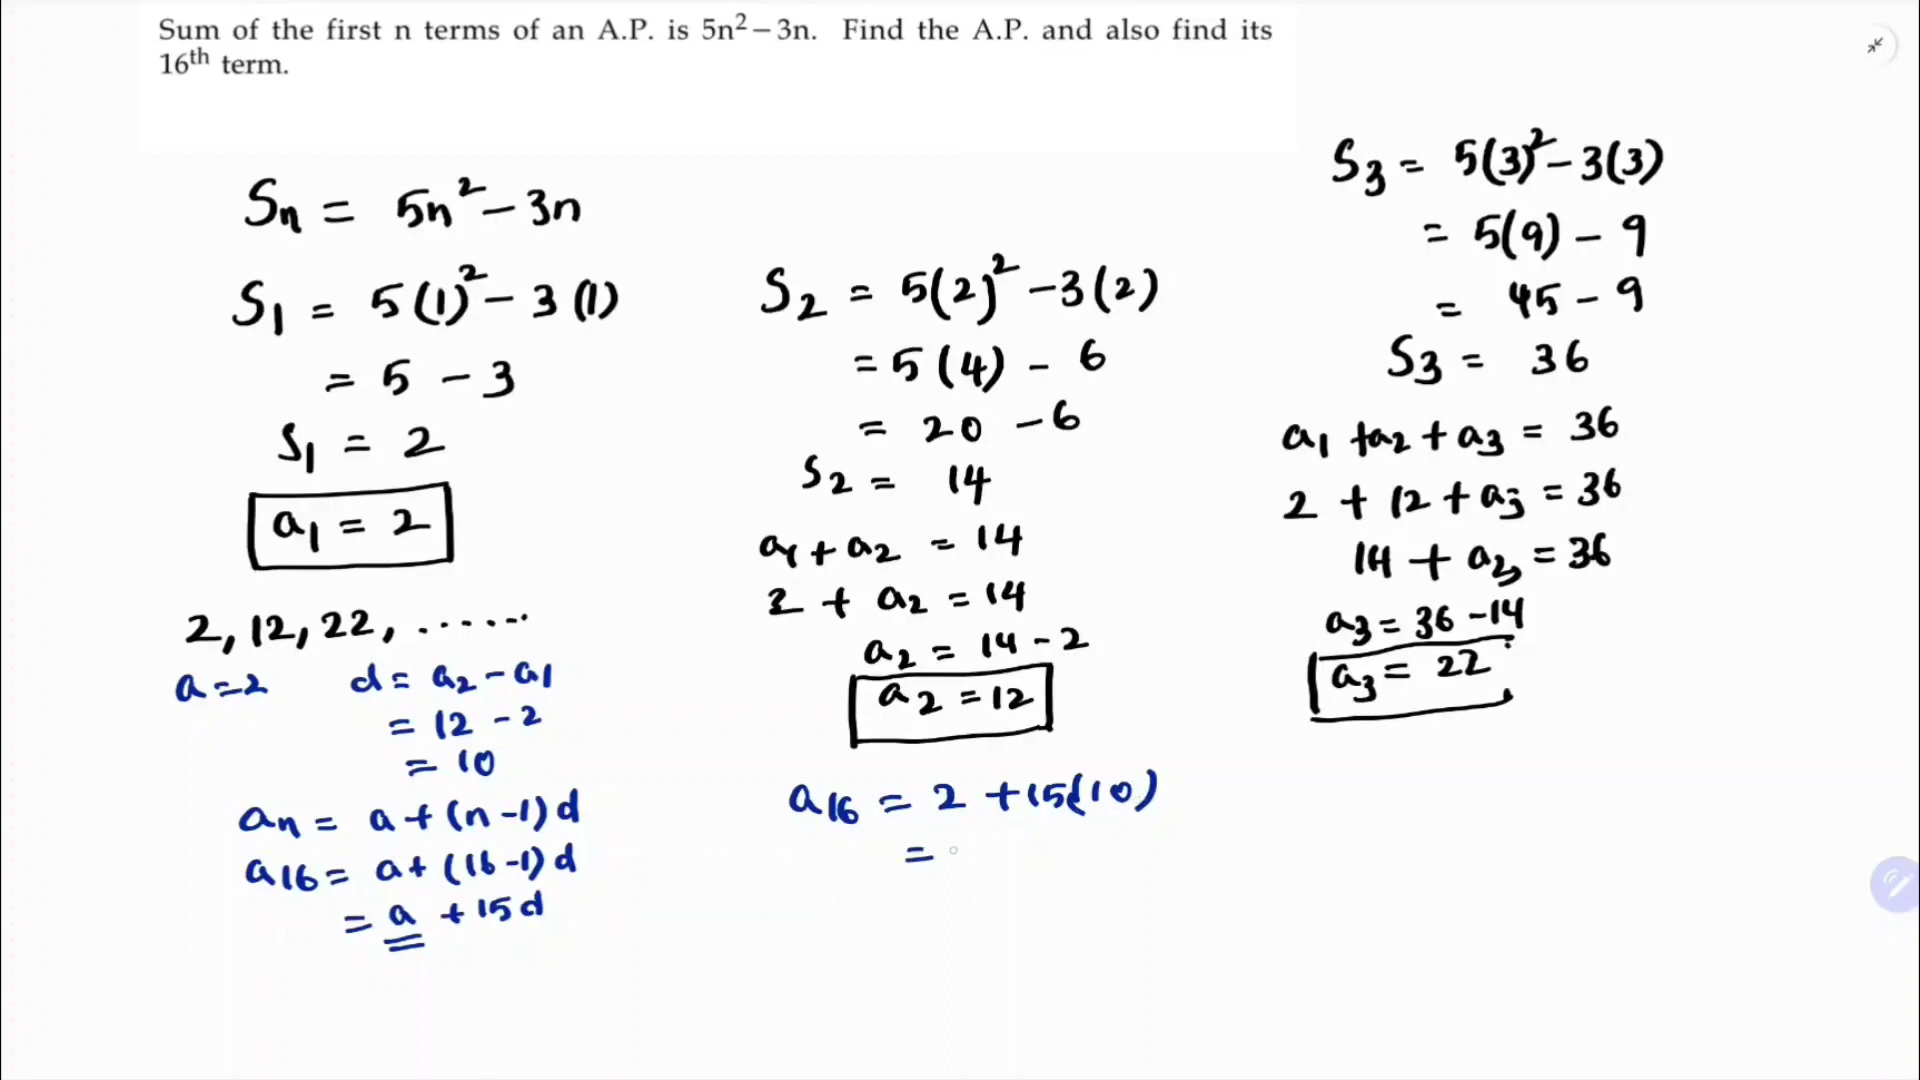 Sum of the first n terms of an A.P. is 5n² – 3n. Find the A.P. and also find its
16th term.
Sn = 5n² – 3n
S1 = 5(1)² – 3(1)
= 5 – 3
S1 = 2
a1 = 2
2, 12, 22, ......
a = 2 d = a2 – a1
= 12 – 2
= 10
an = a + (n – 1)d
a16 = a + (16 – 1)d
= a + 15d
S2 = 5(2)² – 3(2)
= 5(4) – 6
= 20 – 6
S2 = 14
a1 + a2 = 14
2 + a2 = 14
a2 = 14 – 2
a2 = 12
a16 = 2 + 15(10)
=
S3 = 5(3)² – 3(3)
= 5(9) – 9
= 45 – 9
S3 = 36
a1 + a2 + a3 = 36
2 + 12 + a3 = 36
14 + a3 = 36
a3 = 36 – 14
a3 = 22